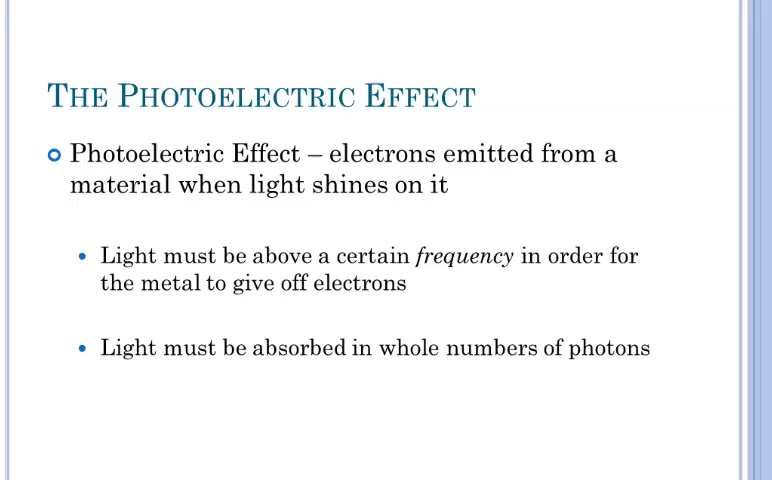 THE PHOTOELECTRIC EFFECT
Photoelectric Effect – electrons emitted from a
material when light shines on it
Light must be above a certain frequency in order for
the metal to give off electrons
Light must be absorbed in whole numbers of photons